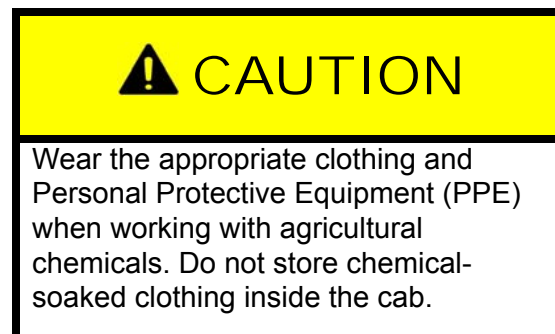 CAUTION
Wear the appropriate clothing and
Personal Protective Equipment (PPE)
when working with agricultural
chemicals. Do not store chemical-
soaked clothing inside the cab.